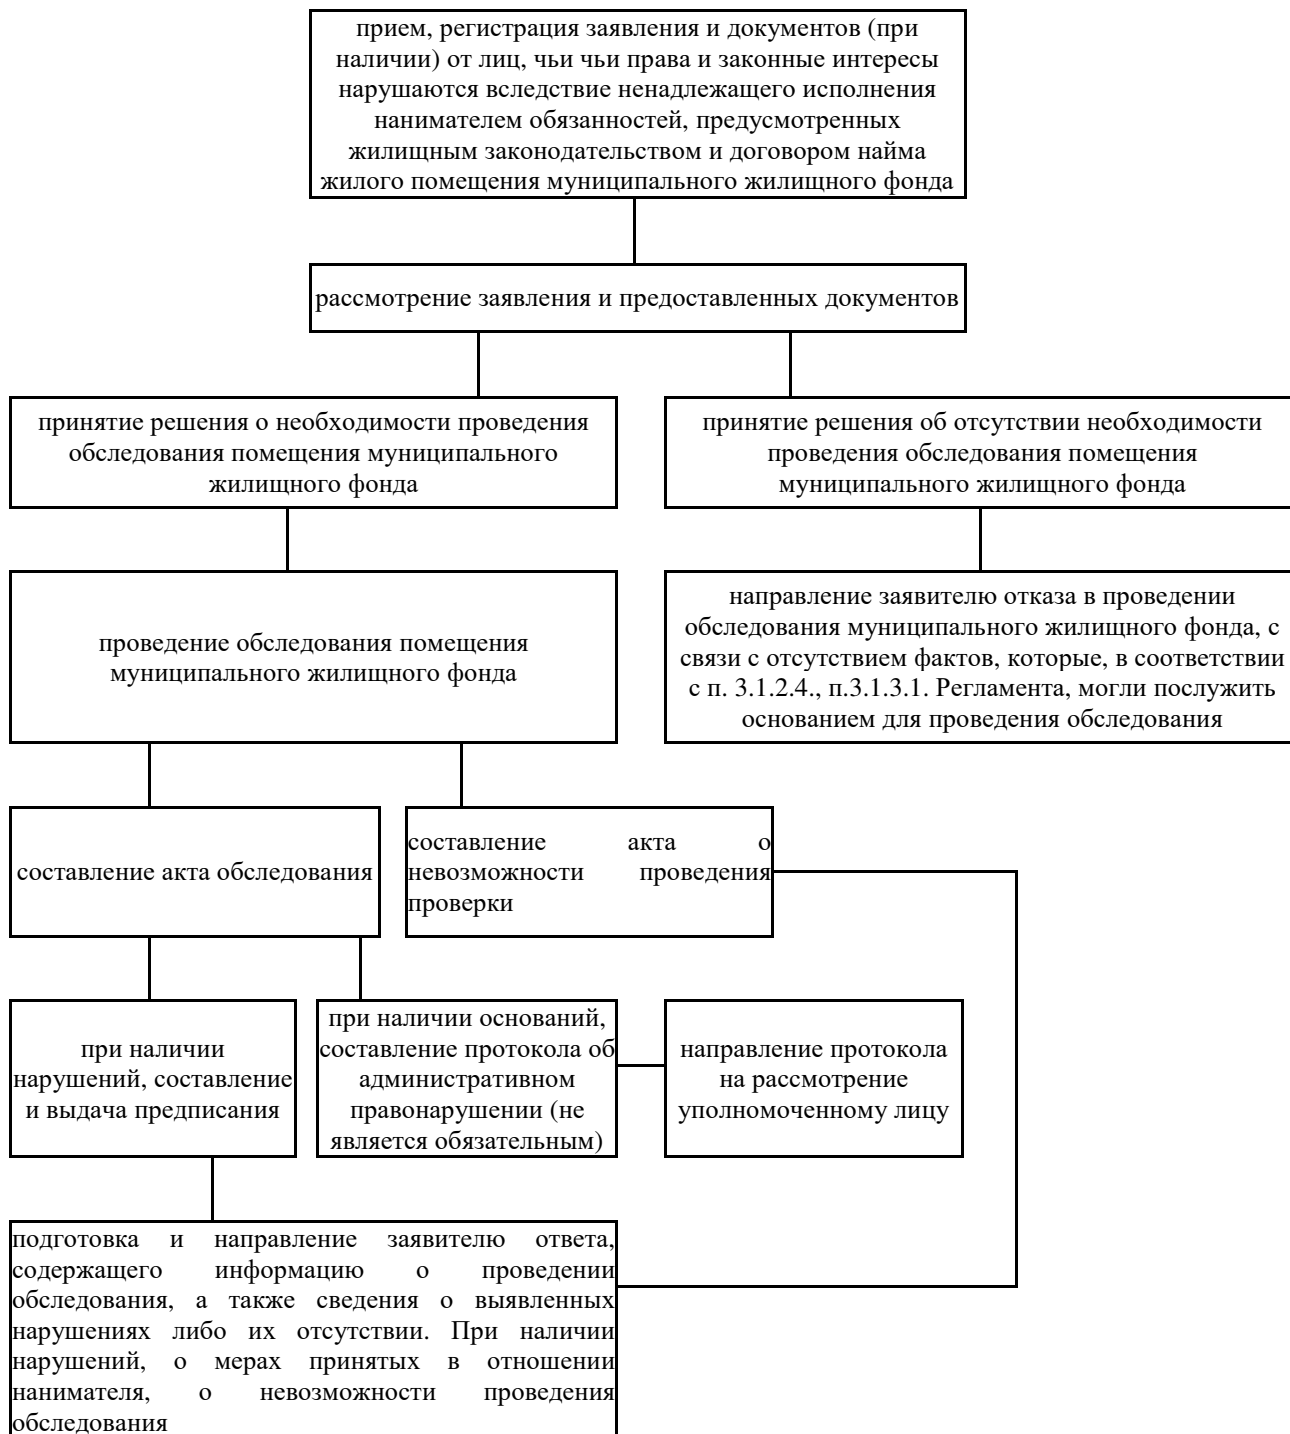 прием, регистрация заявления и документов (при
наличии) от лиц, чьи чьи права и законные интересы
нарушаются вследствие ненадлежащего исполнения
нанимателем обязанностей, предусмотренных
жилищным законодательством и договором найма
жилого помещения муниципального жилищного фонда
рассмотрение заявления и предоставленных документов
принятие решения о необходимости проведения
обследования помещения муниципального
жилищного фонда
принятие решения об отсутствии необходимости
проведения обследования помещения
муниципального жилищного фонда
проведение обследования помещения
муниципального жилищного фонда
направление заявителю отказа в проведении
обследования муниципального жилищного фонда, с
связи с отсутствием фактов, которые, в соответствии
с п. 3.1.2.4., п.3.1.3.1. Регламента, могли послужить
основанием для проведения обследования
составление акта обследования
составление акта о
невозможности проведения
проверки
при наличии
нарушений, составление
и выдача предписания
при наличии оснований,
составление протокола об
административном
правонарушении (не
является обязательным)
направление протокола
на рассмотрение
уполномоченному лицу
подготовка и направление заявителю ответа,
содержащего информацию о проведении
обследования, а также сведения о выявленных
нарушениях либо их отсутствии. При наличии
нарушений, о мерах принятых в отношении
нанимателя, о невозможности проведения
обследования